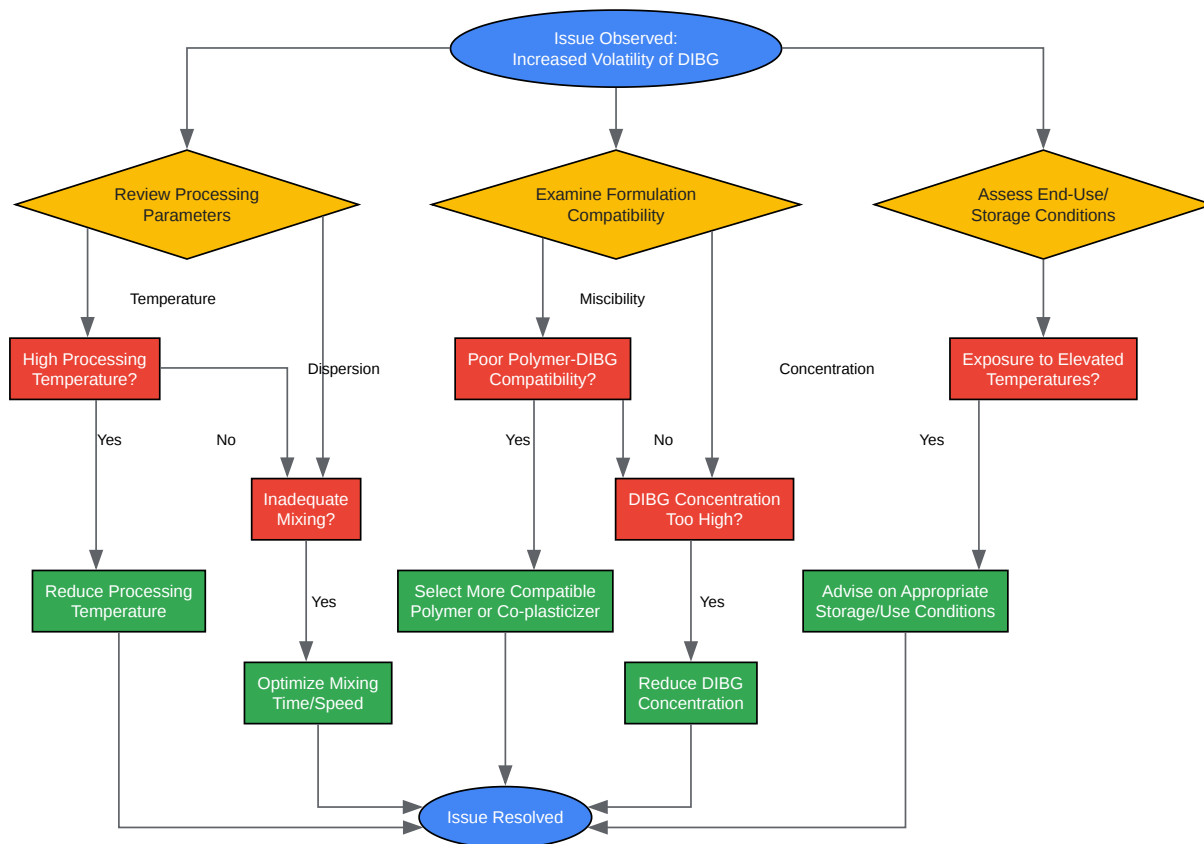 Issue Observed:
Increased Volatility of DIBG
Review Processing
Parameters
Examine Formulation
Compatibility
Assess End-Use/
Storage Conditions
Temperature
Miscibility
High Processing
Temperature?
Dispersion
Poor Polymer-DIBG
Compatibility?
Concentration
Exposure to Elevated
Temperatures?
Yes
No
Yes
No
Yes
Inadequate
Mixing?
DIBG Concentration
Too High?
Reduce Processing
Temperature
Yes
Select More Compatible
Polymer or Co-plasticizer
Yes
Advise on Appropriate
Storage/Use Conditions
Optimize Mixing
Time/Speed
Reduce DIBG
Concentration
Issue Resolved